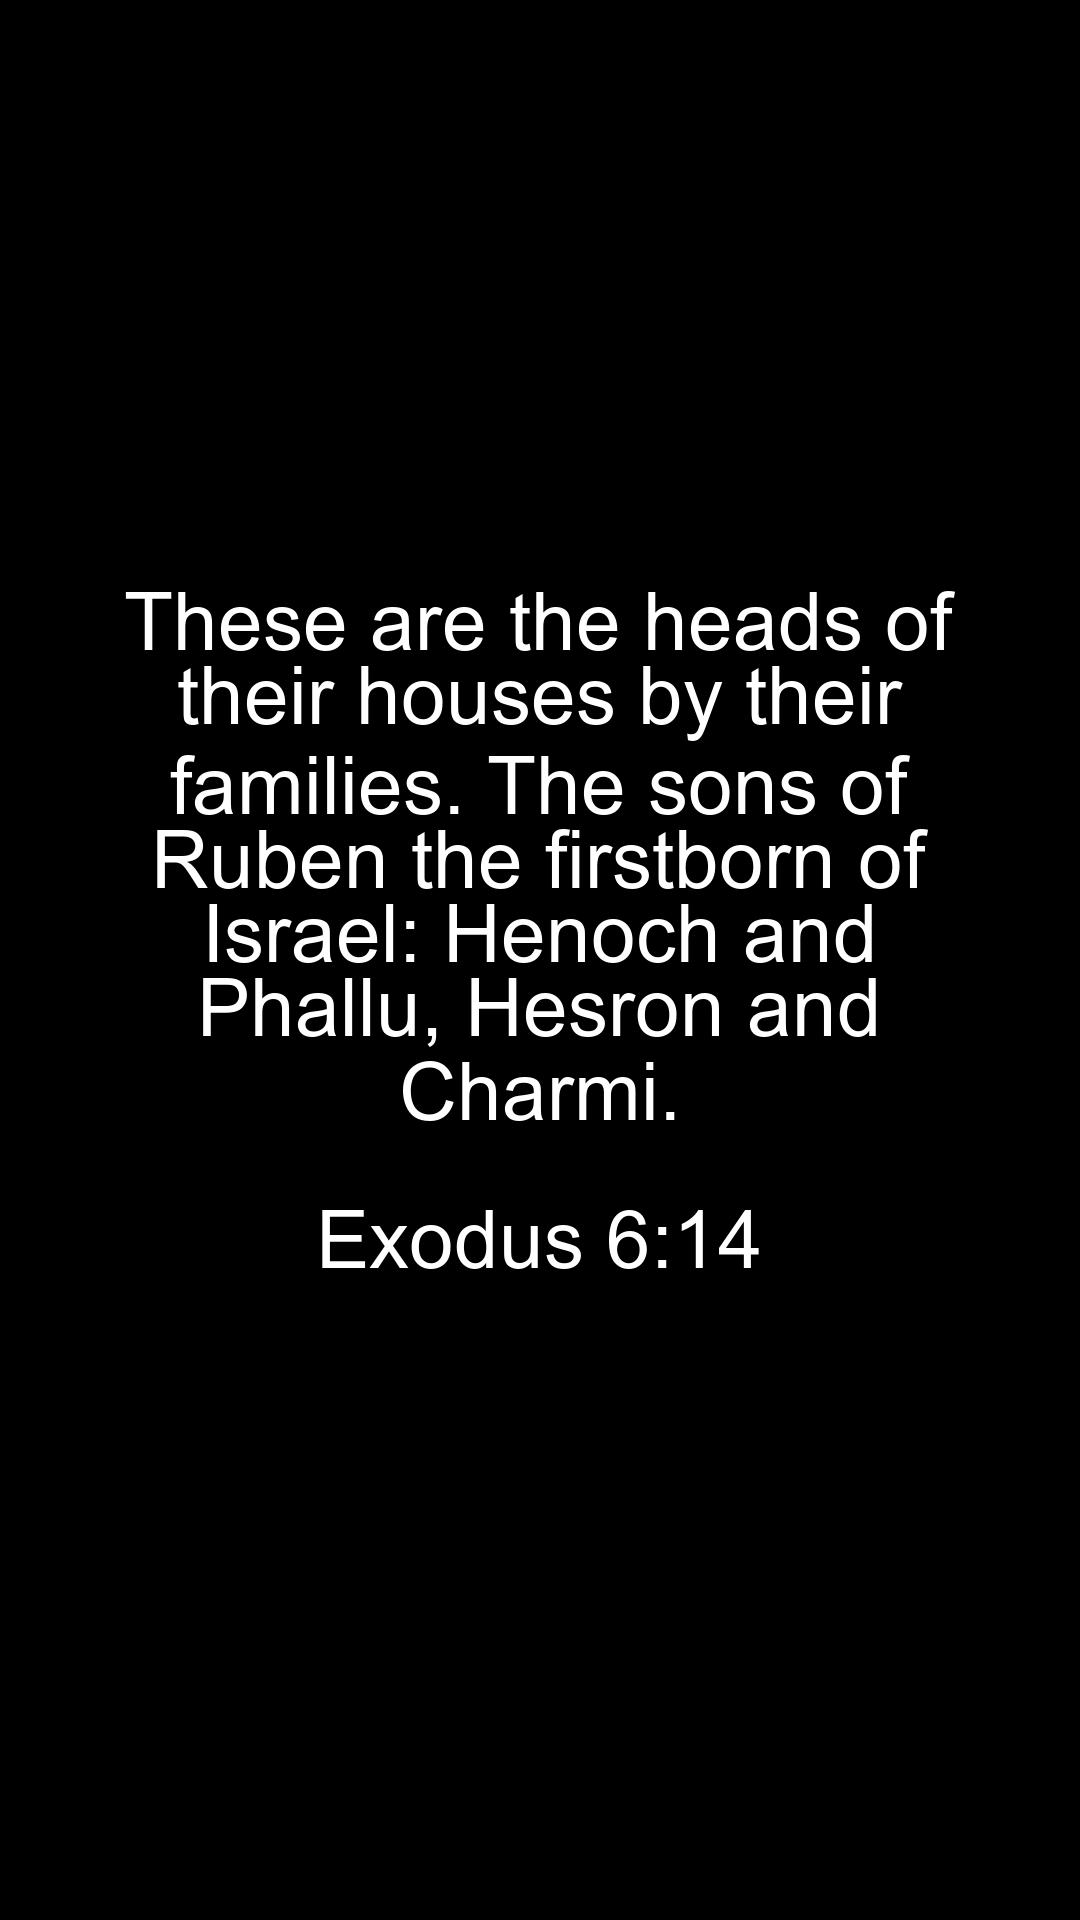 These are the heads of
their houses by their
families. The sons of
Ruben the firstborn of
Israel: Henoch and
Phallu, Hesron and
Charmi.
Exodus 6:14